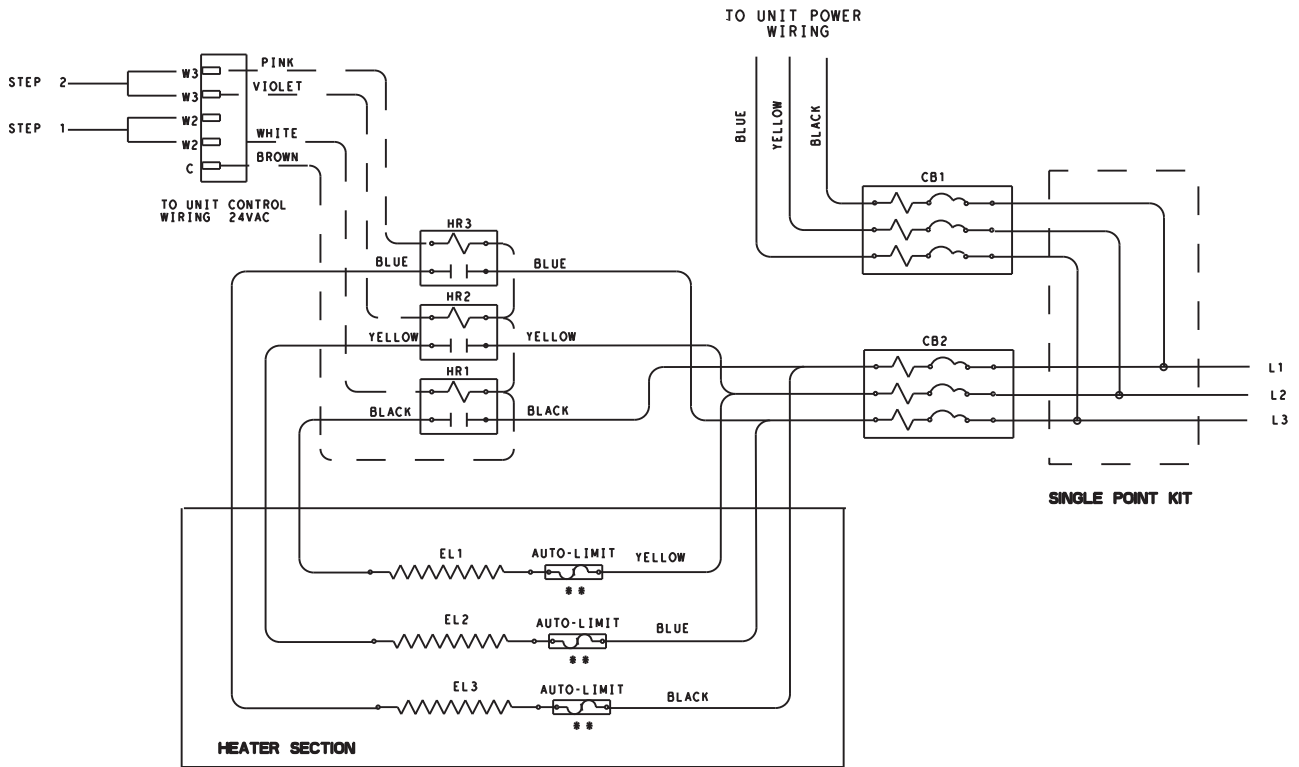 TO UNIT POWER
WIRING
STEP 2
STEP 1
W3
W3
W2
W2
C
PINK
VIOLET
WHITE
BROWN
TO UNIT CONTROL
WIRING 24VAC
BLUE
YELLOW
BLACK
CB1
HR3
BLUE
BLUE
HR2
YELLOW
YELLOW
HR1
BLACK
BLACK
CB2
L1
L2
L3
SINGLE POINT KIT
EL1
AUTO-LIMIT
YELLOW
**
EL2
AUTO-LIMIT
BLUE
**
EL3
AUTO-LIMIT
BLACK
**
HEATER SECTION